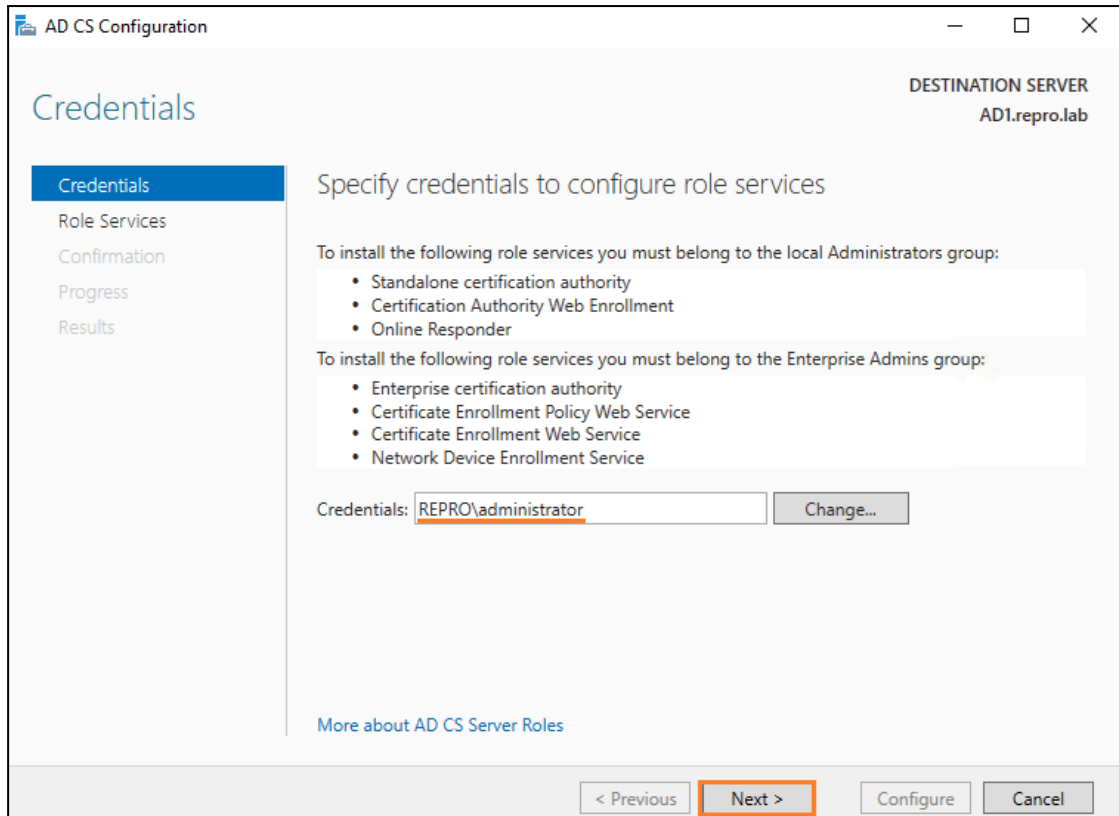 AD CS Configuration
DESTINATION SERVER
AD1.repro.lab
Credentials
Credentials
Role Services
Confirmation
Progress
Results
Specify credentials to configure role services
To install the following role services you must belong to the local Administrators group:
• Standalone certification authority
• Certification Authority Web Enrollment
• Online Responder
To install the following role services you must belong to the Enterprise Admins group:
• Enterprise certification authority
• Certificate Enrollment Policy Web Service
• Certificate Enrollment Web Service
• Network Device Enrollment Service
Credentials: REPRO\administrator Change...
More about AD CS Server Roles
< Previous Next > Configure Cancel